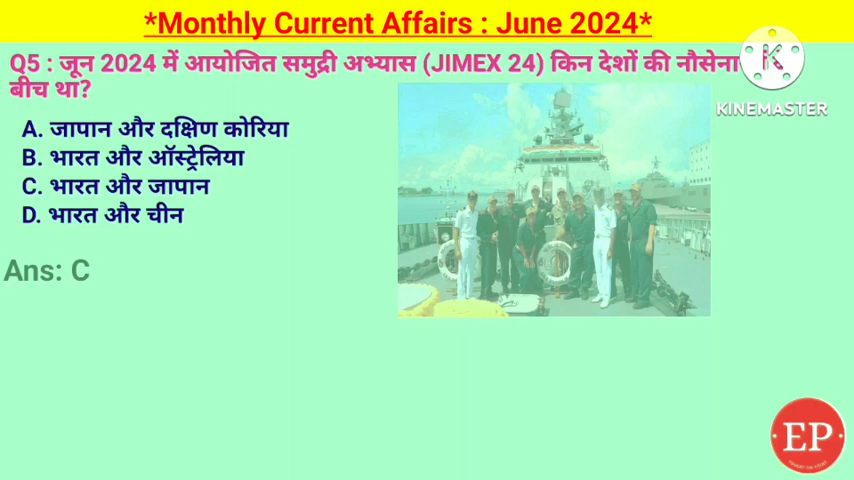 *Monthly Current Affairs : June 2024*
Q5 : जून 2024 में आयोजित समुद्री अभ्यास (JIMEX 24) किन देशों की नौसेना
बीच था?
A. जापान और दक्षिण कोरिया
B. भारत और ऑस्ट्रेलिया
C. भारत और जापान
D. भारत और चीन
Ans: C
KINEMASTER
EP